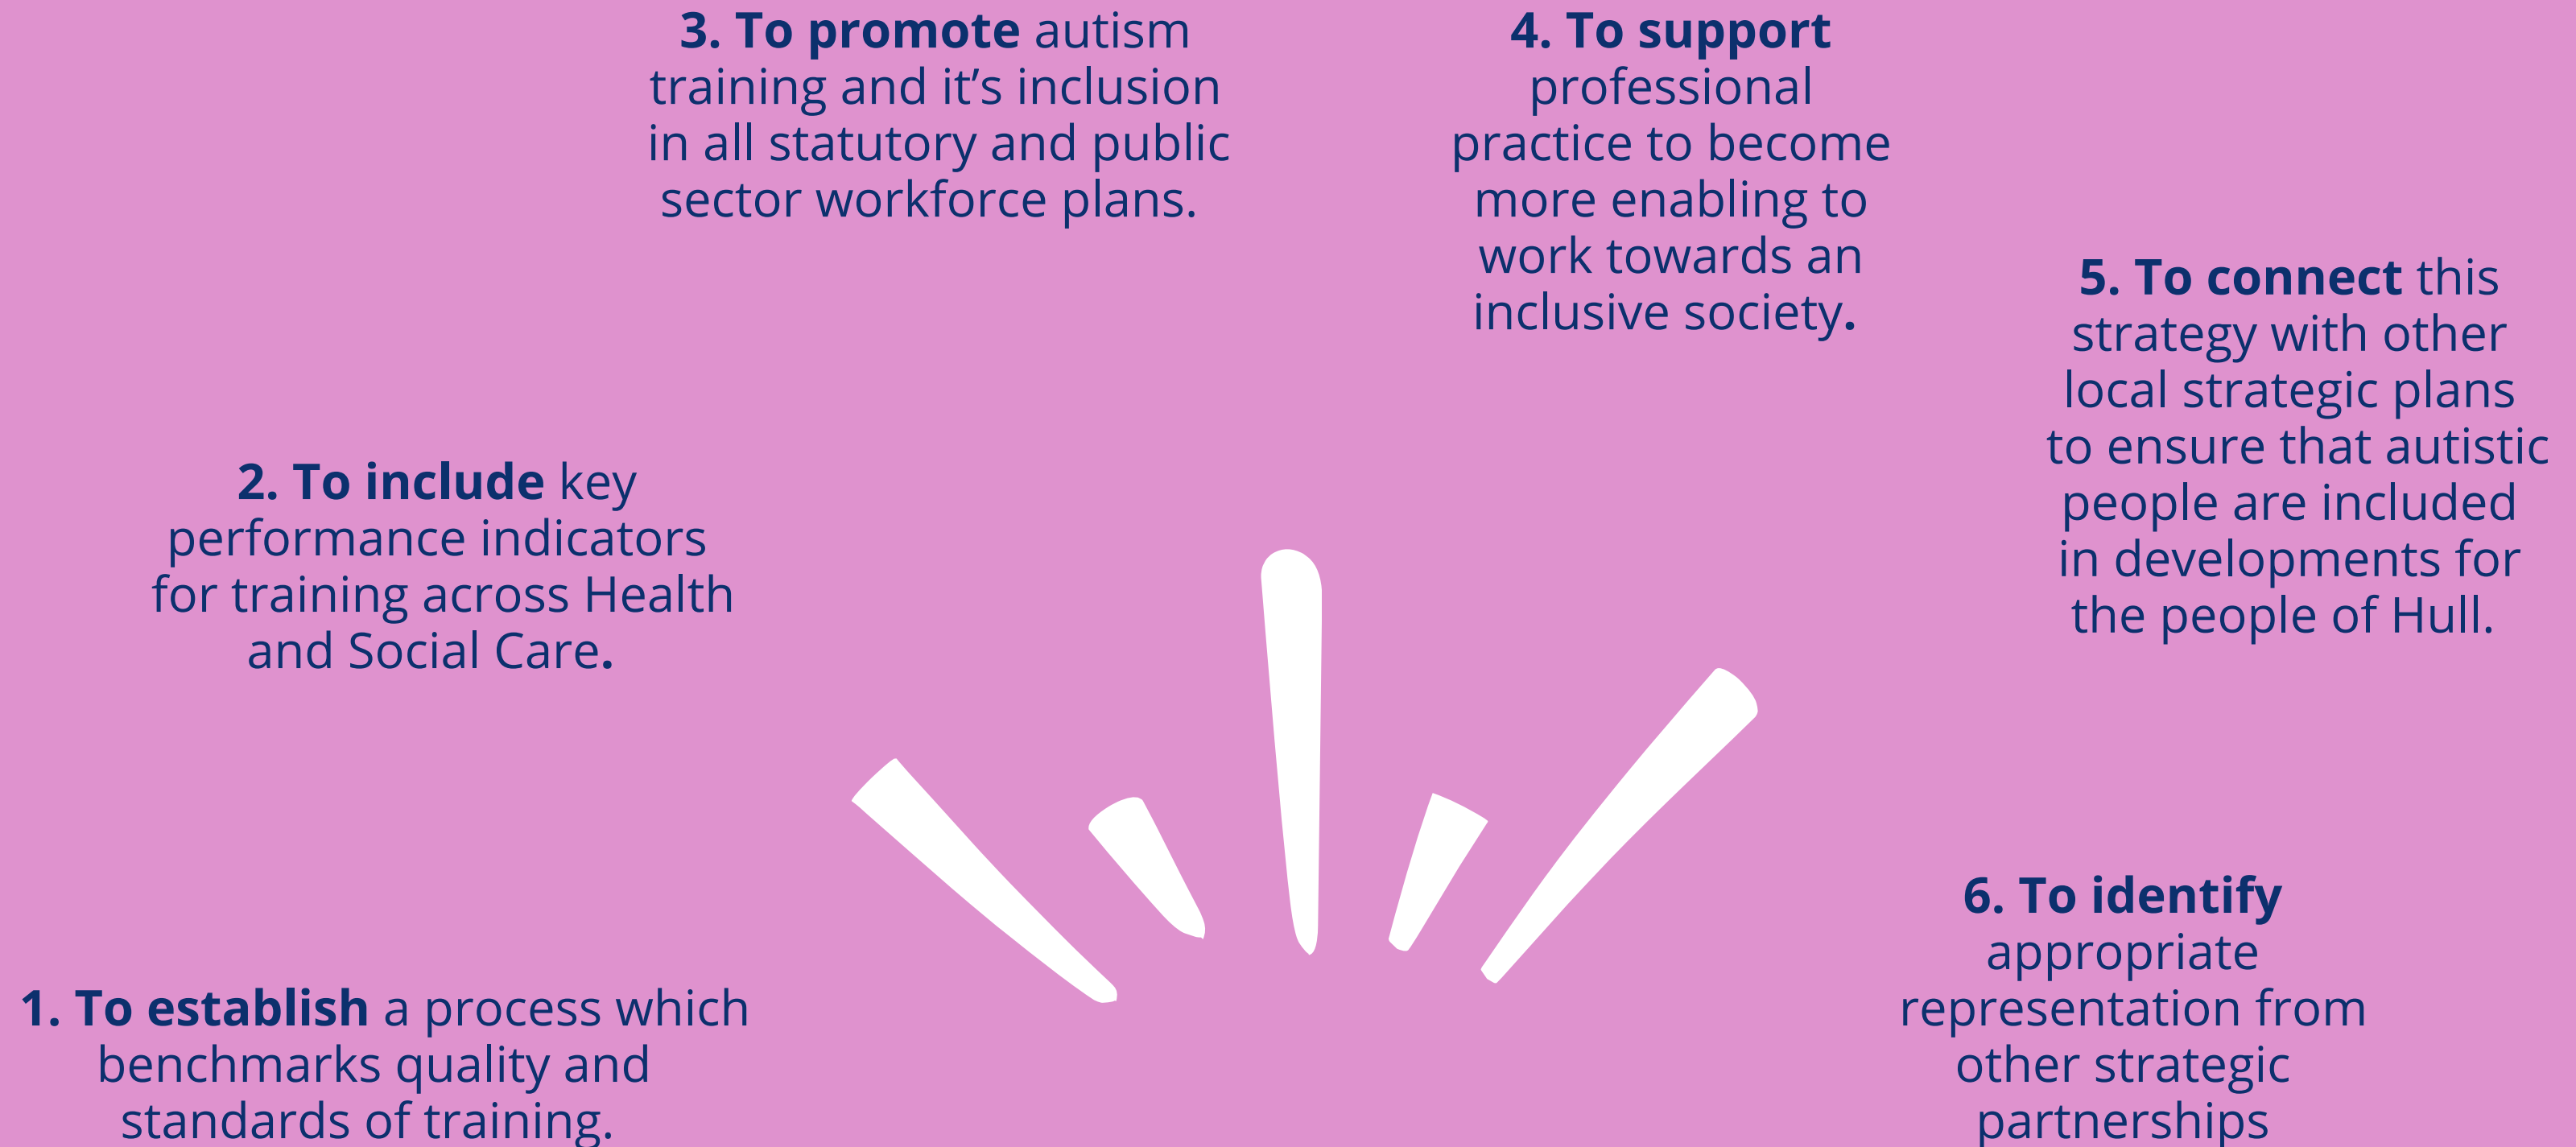 3. To promote autism
training and it’s inclusion
in all statutory and public
sector workforce plans.
4. To support
professional
practice to become
more enabling to
work towards an
inclusive society.
5. To connect this
strategy with other
local strategic plans
to ensure that autistic
people are included
in developments for
the people of Hull.
2. To include key
performance indicators
for training across Health
and Social Care.
6. To identify
appropriate
representation from
other strategic
partnerships
1. To establish a process which
benchmarks quality and
standards of training.